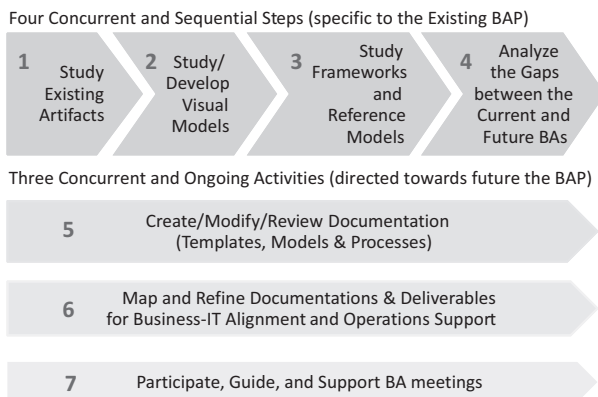 Four Concurrent and Sequential Steps (specific to the Existing BAP)
1
Study
Existing
Artifacts
2
Study/
Develop
Visual
Models
3
Study
Frameworks
and
Reference
Models
4
Analyze
the Gaps
between the
Current and
Future BAs
Three Concurrent and Ongoing Activities (directed towards future the BAP)
5
Create/Modify/Review Documentation
(Templates, Models & Processes)
6
Map and Refine Documentations & Deliverables
for Business-IT Alignment and Operations Support
7
Participate, Guide, and Support BA meetings